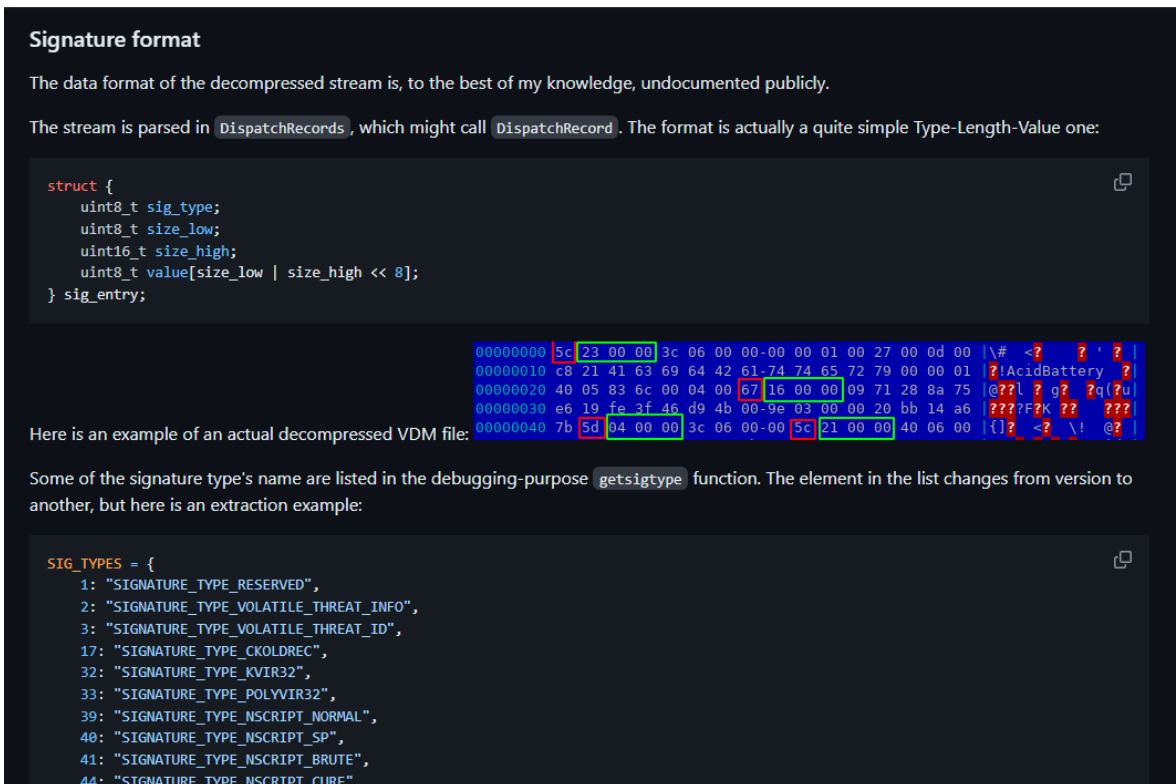 Signature format
The data format of the decompressed stream is, to the best of my knowledge, undocumented publicly.
The stream is parsed in DispatchRecords, which might call DispatchRecord. The format is actually a quite simple Type-Length-Value one:
struct {
    uint8_t sig_type;
    uint8_t size_low;
    uint16_t size_high;
    uint8_t value[size_low | size_high << 8];
} sig_entry;
00000000 5c 23 00 00 3c 06 00 00-00 00 01 00 27 00 0d 00 |\# <? ? ' ? |
00000010 c8 21 41 63 69 64 42 61-74 74 65 72 79 00 00 01 |?!AcidBattery ?|
00000020 40 05 83 6c 00 04 00 67 16 00 00 09 71 28 8a 75 |@??l ? g? ?q(?u|
00000030 e6 19 fe 3f 46 d9 4b 00-9e 03 00 00 20 bb 14 a6 |????F?K ?? ???|
00000040 7b 5d 04 00 00 3c 06 00-00 5c 21 00 00 40 06 00 |{]? <? \! @? |
Here is an example of an actual decompressed VDM file:
Some of the signature type's name are listed in the debugging-purpose getsigtype function. The element in the list changes from version to
another, but here is an extraction example:
SIG_TYPES = {
    1: "SIGNATURE_TYPE_RESERVED",
    2: "SIGNATURE_TYPE_VOLATILE_THREAT_INFO",
    3: "SIGNATURE_TYPE_VOLATILE_THREAT_ID",
    17: "SIGNATURE_TYPE_CKOLDREC",
    32: "SIGNATURE_TYPE_KVIR32",
    33: "SIGNATURE_TYPE_POLYVIR32",
    39: "SIGNATURE_TYPE_NSCRIPT_NORMAL",
    40: "SIGNATURE_TYPE_NSCRIPT_SP",
    41: "SIGNATURE_TYPE_NSCRIPT_BRUTE",
    44: "SIGNATURE_TYPE_NSCRIPT_CURE"